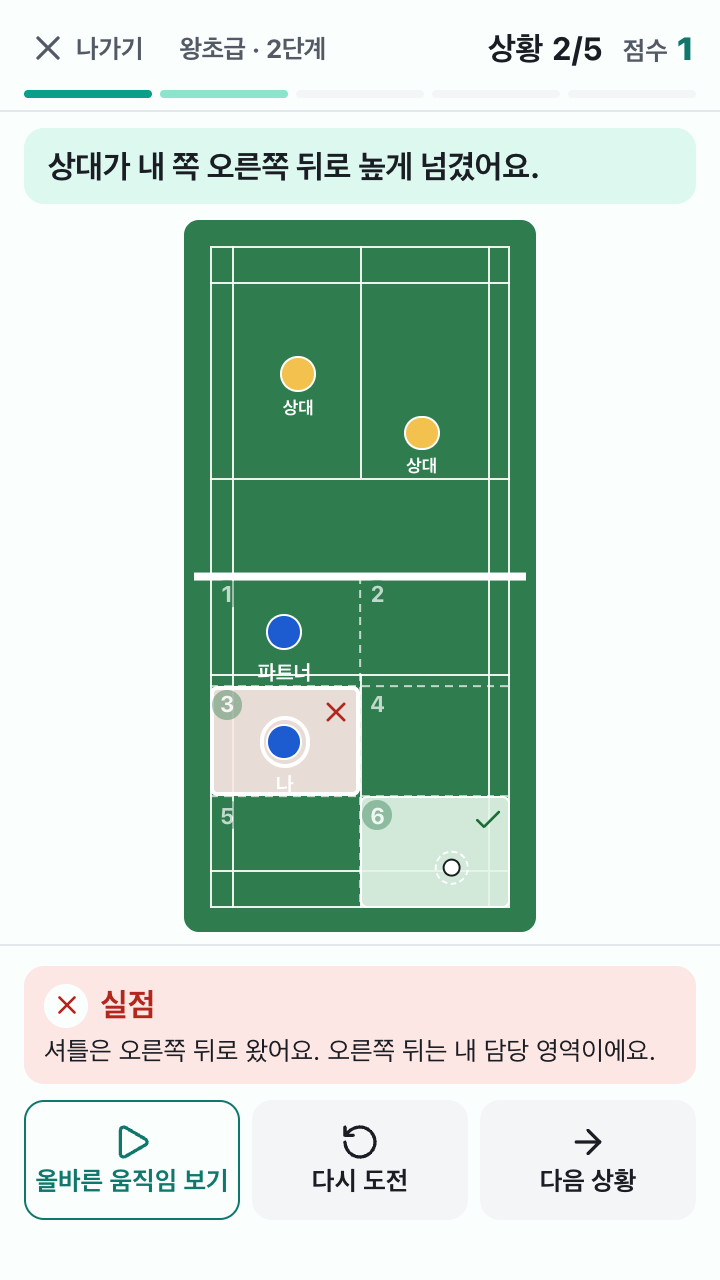 나가기
왕초급 · 2단계
상황 2/5
점수 1
상대가 내 쪽 오른쪽 뒤로 높게 넘겼어요.
상대
상대
1
2
파트너
3
4
나
5
6
실점
셔틀은 오른쪽 뒤로 왔어요. 오른쪽 뒤는 내 담당 영역이에요.
올바른 움직임 보기
다시 도전
다음 상황